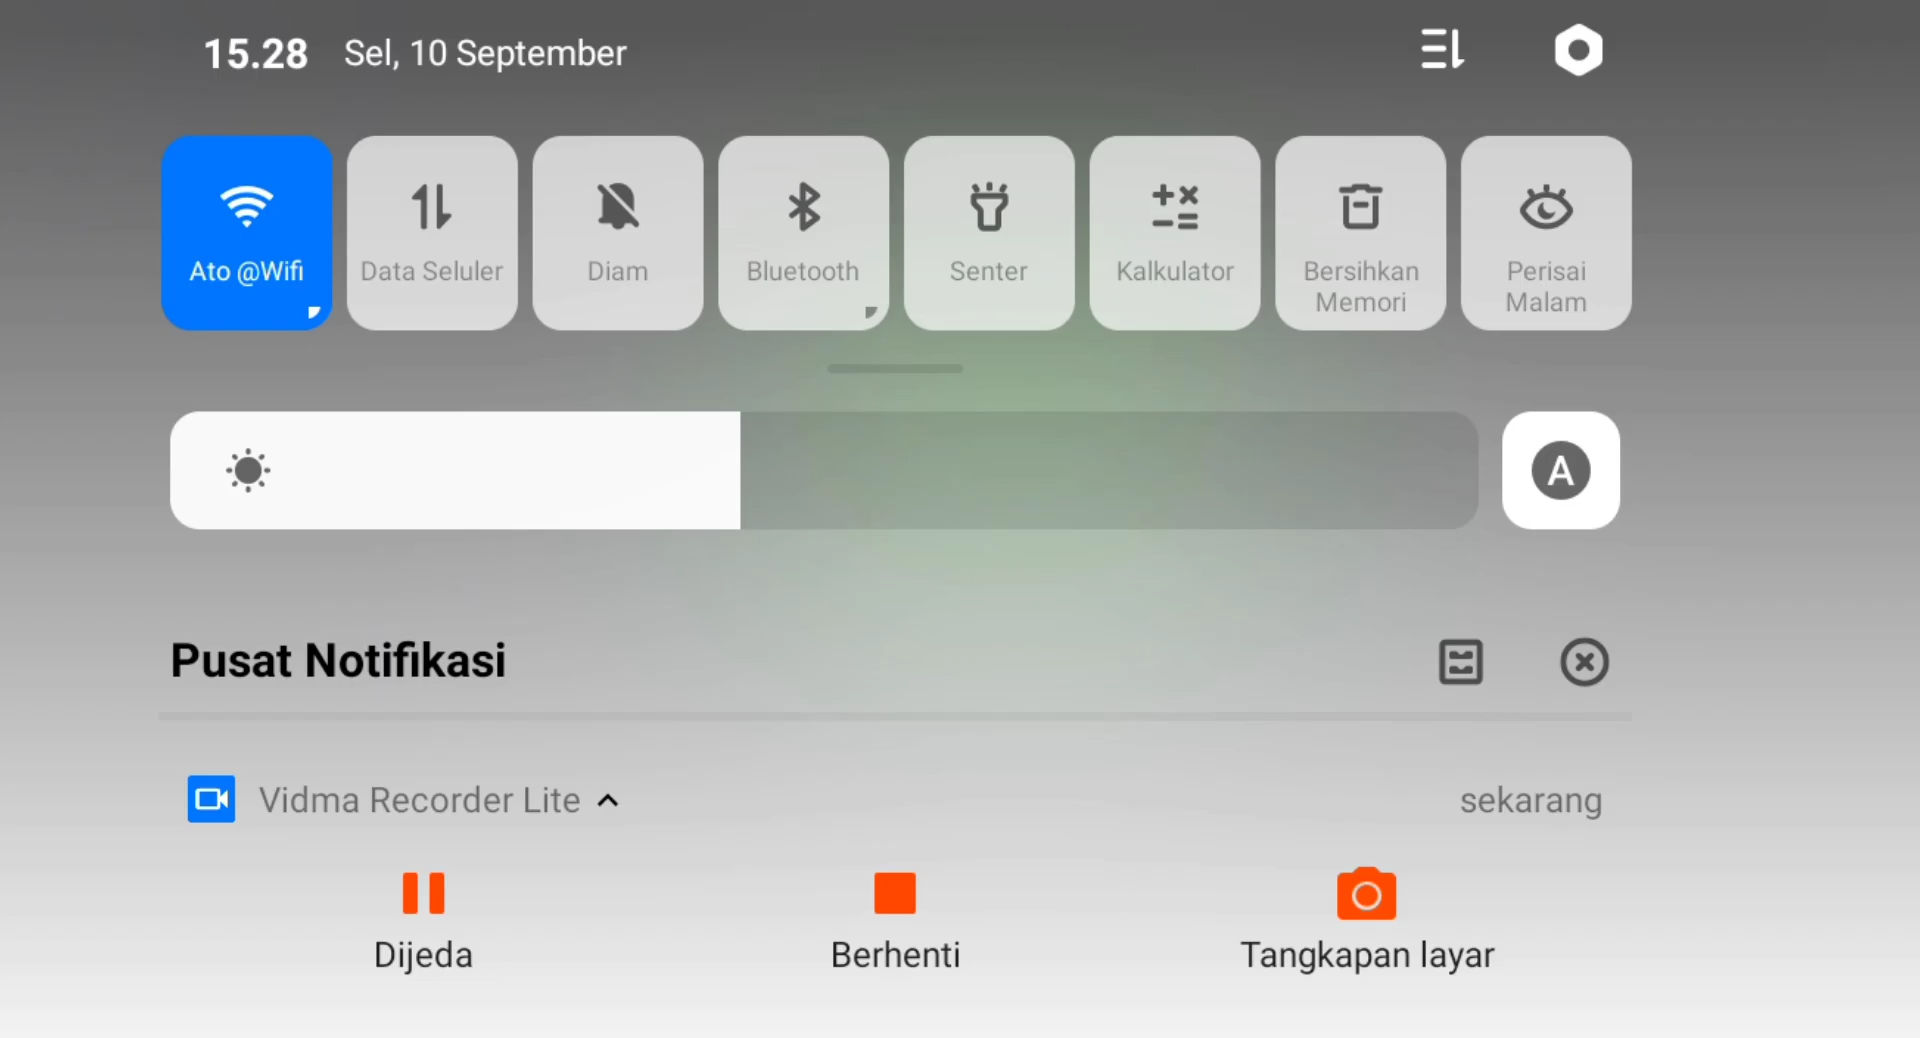 15.28 Sel, 10 September
Ato @Wifi Data Seluler Diam Bluetooth Senter Kalkulator Bersihkan Memori Perisai Malam
A
Pusat Notifikasi
Vidma Recorder Lite sekarang
Dijeda Berhenti Tangkapan layar